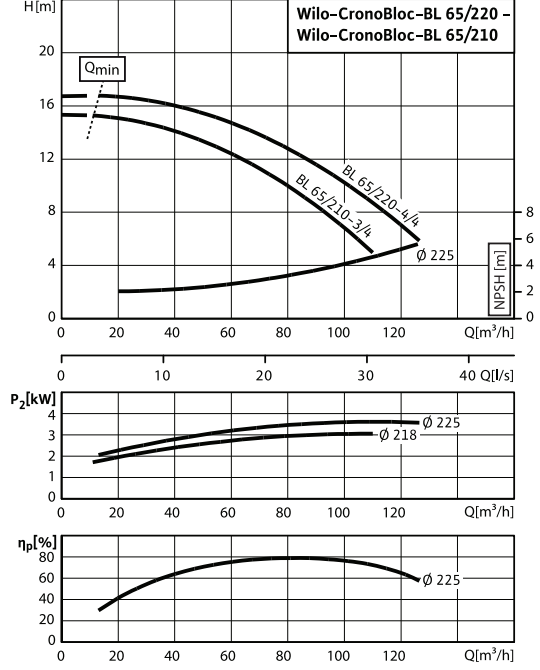 H [m]
Wilo-CronoBloc-BL 65/220 –
Wilo-CronoBloc-BL 65/210
20
Qmin
16
12
BL 65/220-4/4
BL 65/210-3/4
8
8
6
Ø 225
4
4
NPSH [m]
2
0
0
0 20 40 60 80 100 120 Q[m³/h]
0 10 20 30 40 Q[l/s]
P₂[kW]
4
Ø 225
3
Ø 218
2
1
0
0 20 40 60 80 100 120 Q[m³/h]
ηp[%]
80
60
Ø 225
40
20
0
0 20 40 60 80 100 120 Q[m³/h]